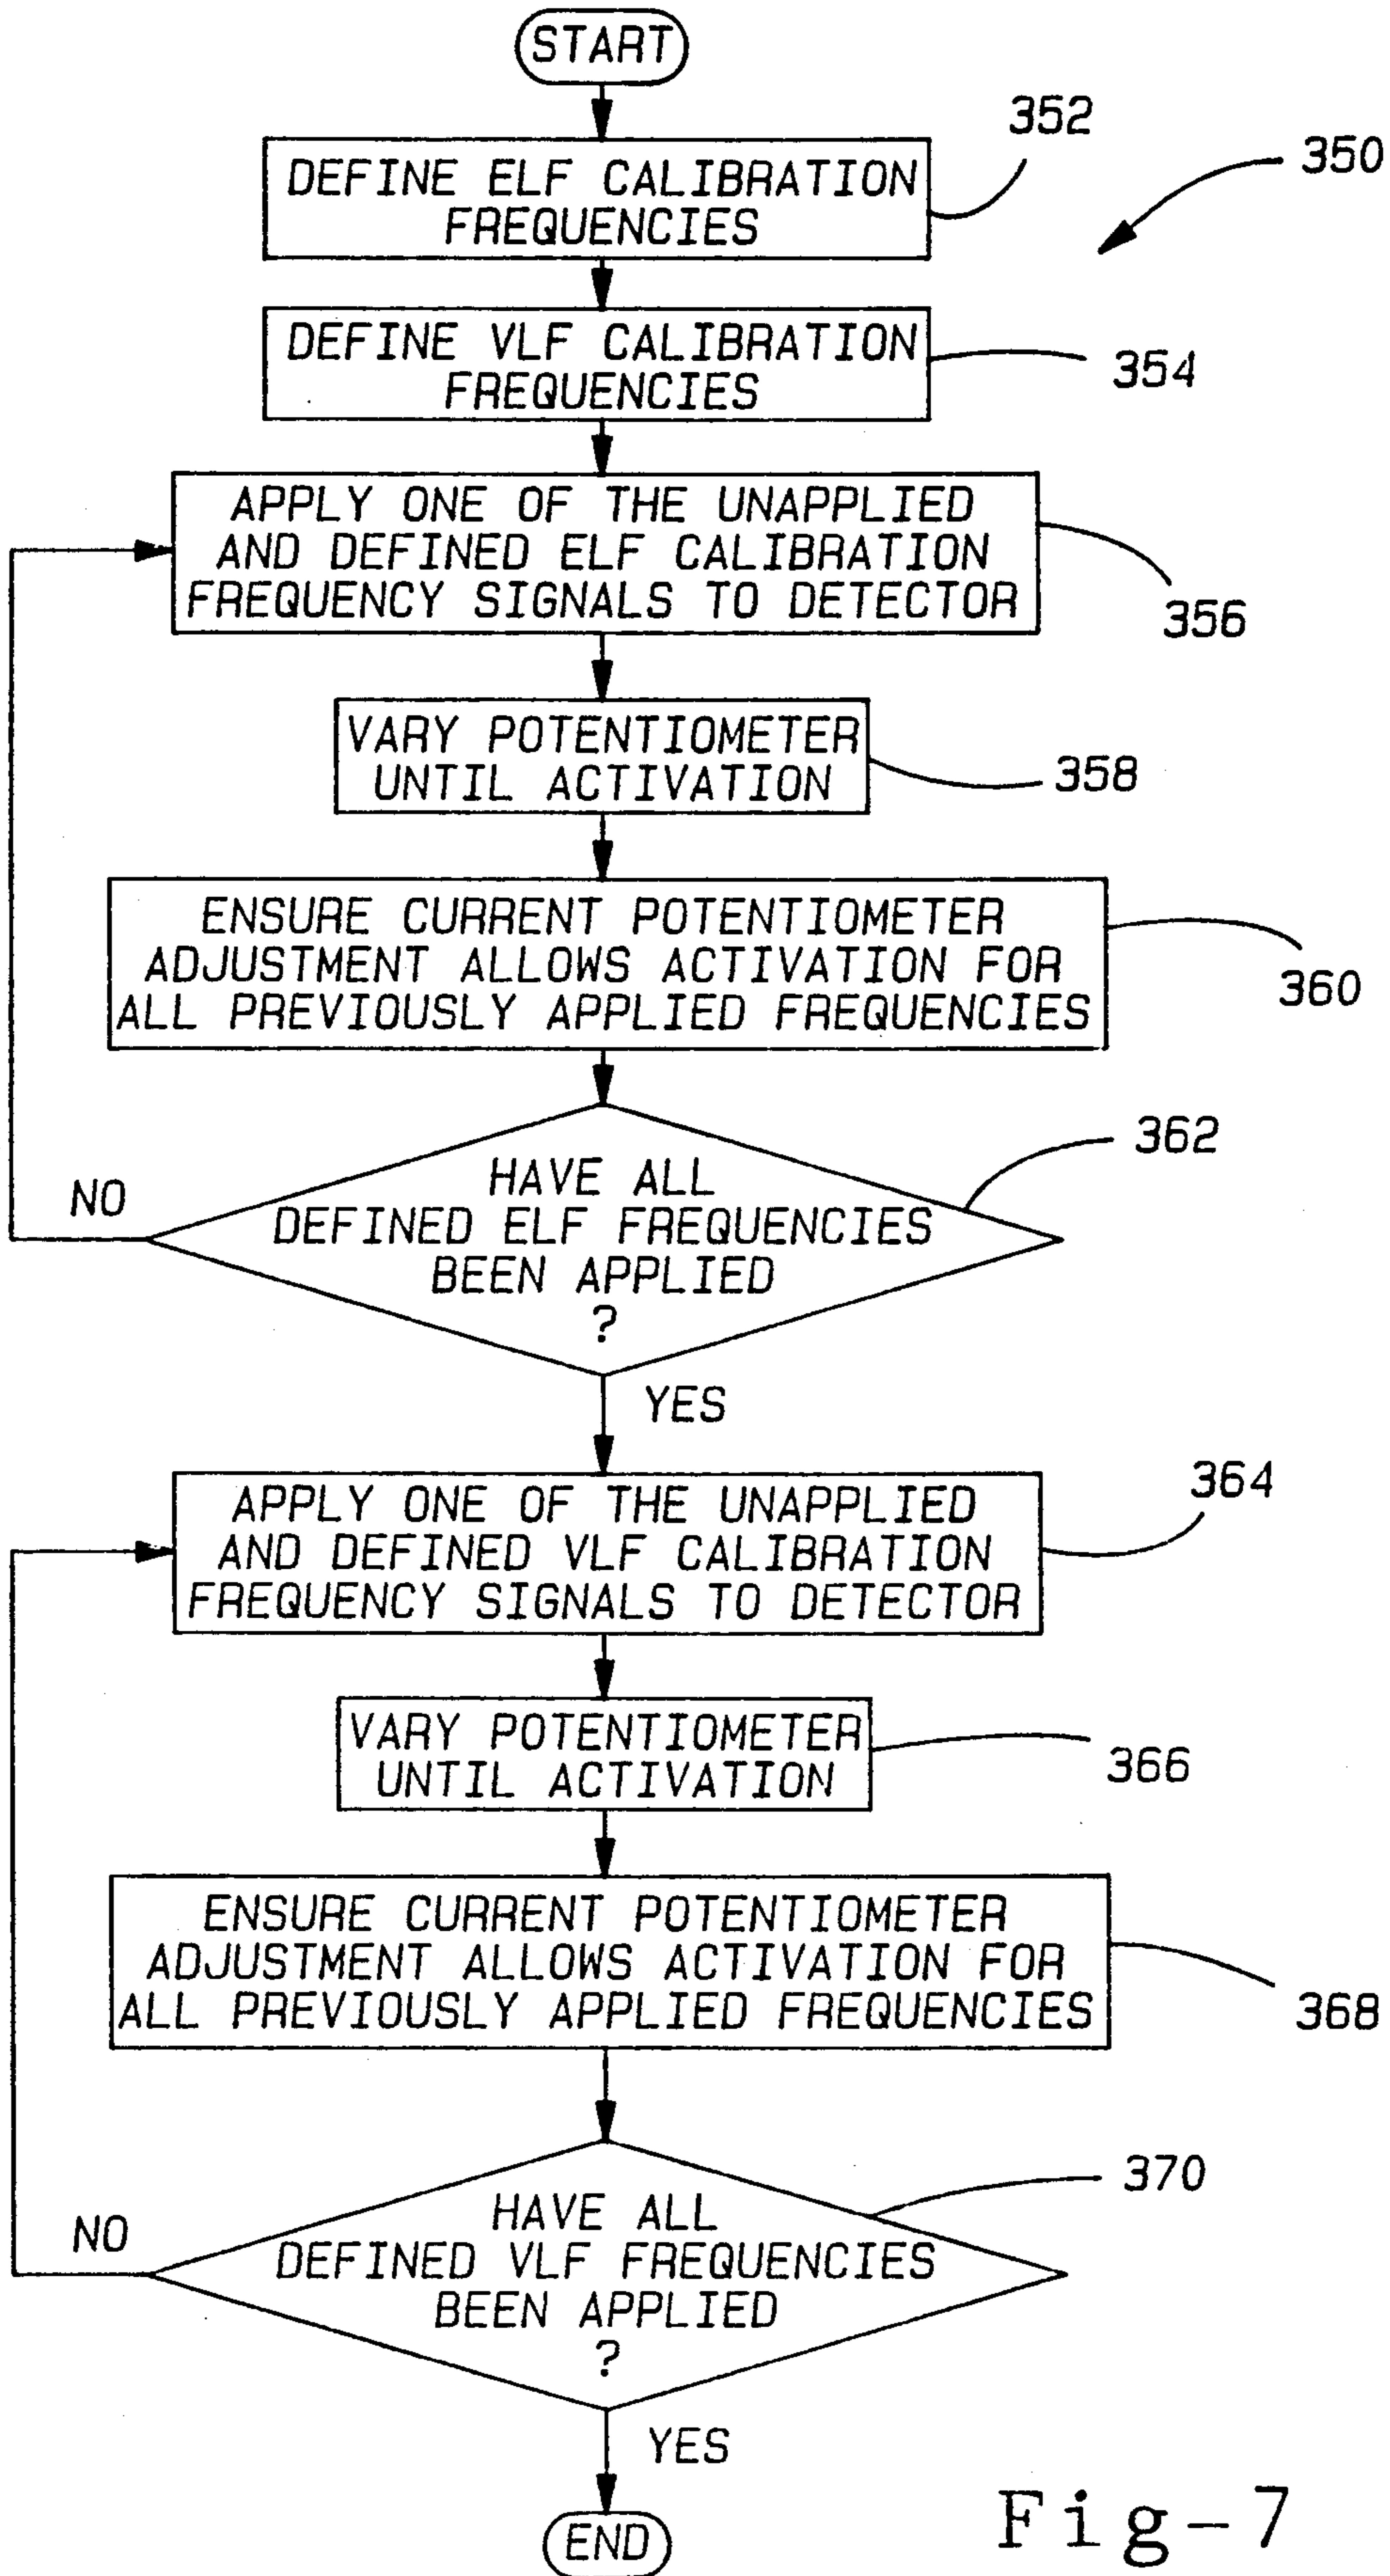 START
352
350
DEFINE ELF CALIBRATION
FREQUENCIES
DEFINE VLF CALIBRATION
FREQUENCIES
354
APPLY ONE OF THE UNAPPLIED
AND DEFINED ELF CALIBRATION
FREQUENCY SIGNALS TO DETECTOR
356
VARY POTENTIOMETER
UNTIL ACTIVATION
358
ENSURE CURRENT POTENTIOMETER
ADJUSTMENT ALLOWS ACTIVATION FOR
ALL PREVIOUSLY APPLIED FREQUENCIES
360
362
NO
HAVE ALL
DEFINED ELF FREQUENCIES
BEEN APPLIED
?
YES
364
APPLY ONE OF THE UNAPPLIED
AND DEFINED VLF CALIBRATION
FREQUENCY SIGNALS TO DETECTOR
VARY POTENTIOMETER
UNTIL ACTIVATION
366
ENSURE CURRENT POTENTIOMETER
ADJUSTMENT ALLOWS ACTIVATION FOR
ALL PREVIOUSLY APPLIED FREQUENCIES
368
370
NO
HAVE ALL
DEFINED VLF FREQUENCIES
BEEN APPLIED
?
YES
END
Fig-7